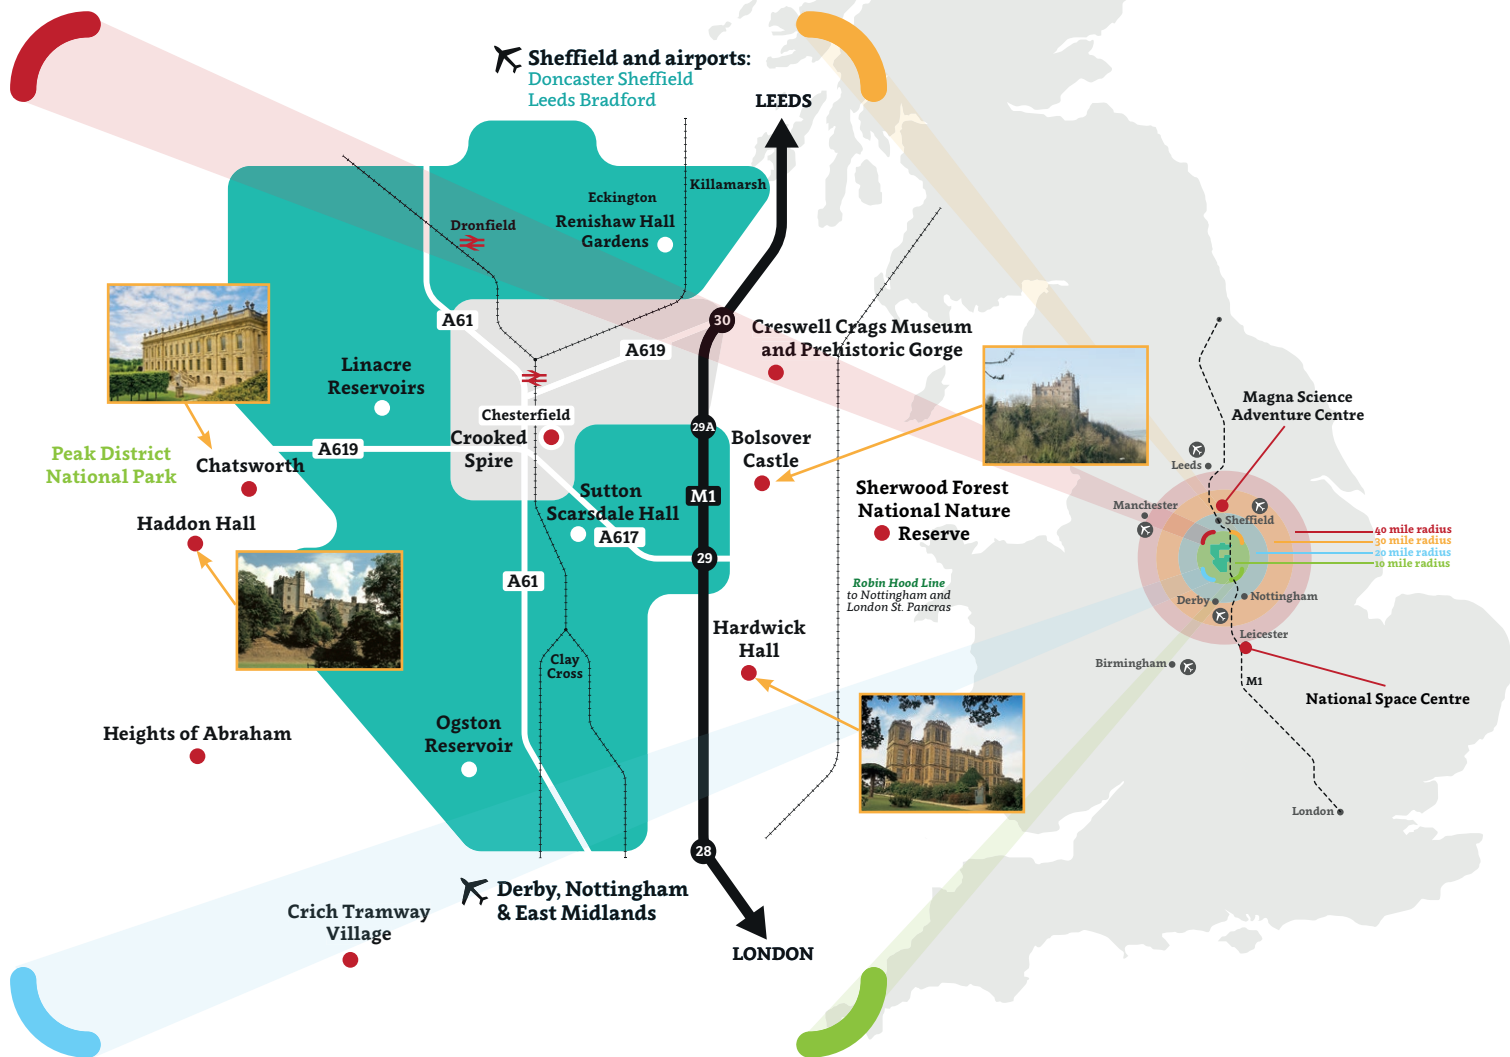 Sheffield and airports:
Doncaster Sheffield
Leeds Bradford
LEEDS
Killamarsh
Eckington
Renishaw Hall
Gardens
Dronfield
A61
30
Creswell Crags Museum
and Prehistoric Gorge
A619
Linacre
Reservoirs
Chesterfield
Crooked
Spire
29A
Bolsover
Castle
A619
Peak District
National Park
Chatsworth
M1
Sutton
Scarsdale Hall
A617
Sherwood Forest
National Nature
Reserve
Haddon Hall
29
A61
Robin Hood Line
to Nottingham and
London St. Pancras
Hardwick
Hall
Clay
Cross
Ogston
Reservoir
Heights of Abraham
28
Derby, Nottingham
& East Midlands
Crich Tramway
Village
LONDON
Magna Science
Adventure Centre
Leeds
Manchester
Sheffield
40 mile radius
30 mile radius
20 mile radius
10 mile radius
Derby
Nottingham
Leicester
Birmingham
M1
National Space Centre
London